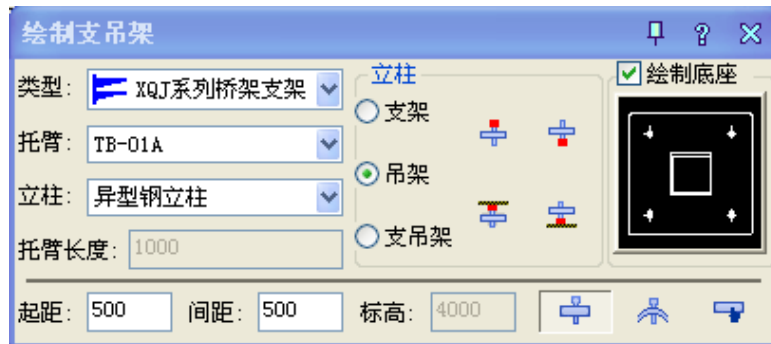 绘制支吊架
类型: XQJ系列桥架支架
托臂: TB-01A
立柱: 异型钢立柱
托臂长度: 1000
立柱
支架
吊架
支吊架
绘制底座
起距: 500 间距: 500 标高: 4000